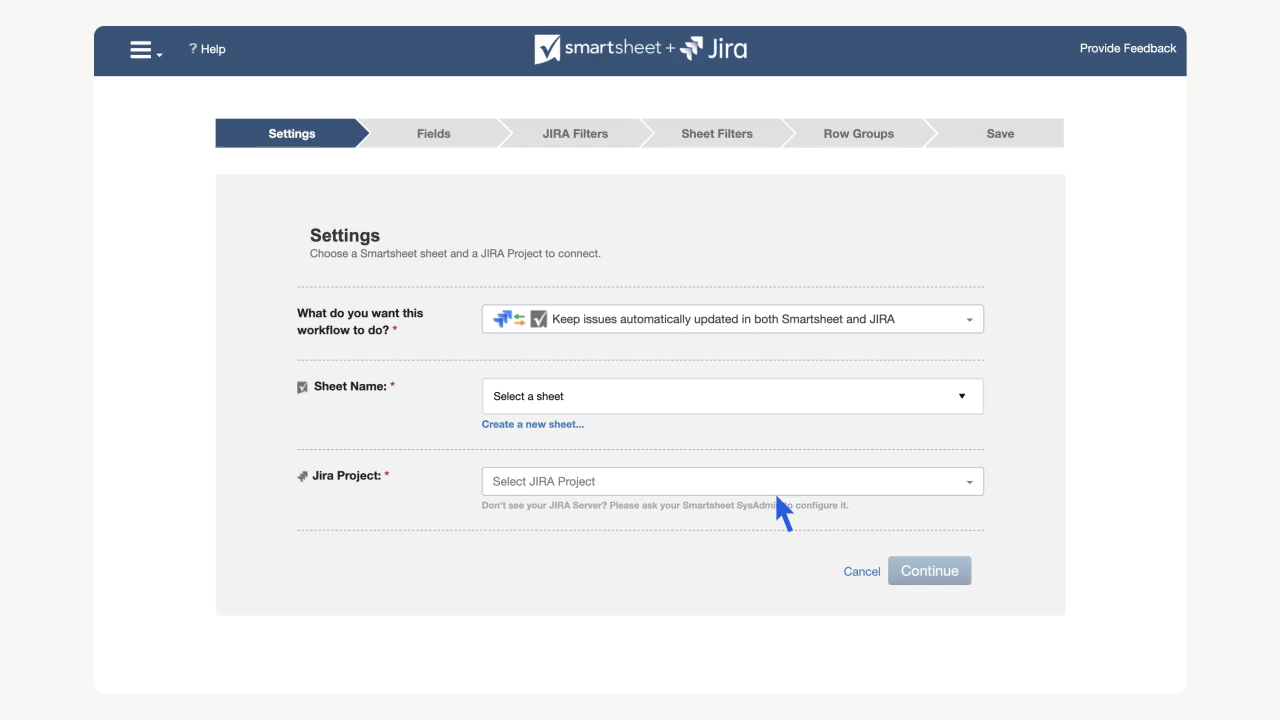 ? Help
smartsheet + Jira
Provide Feedback
Settings
Fields
JIRA Filters
Sheet Filters
Row Groups
Save
Settings
Choose a Smartsheet sheet and a JIRA Project to connect.
What do you want this
workflow to do? *
Keep issues automatically updated in both Smartsheet and JIRA
Sheet Name: *
Select a sheet
Create a new sheet...
Jira Project: *
Select JIRA Project
Don't see your JIRA Server? Please ask your Smartsheet configure it.
Cancel
Continue